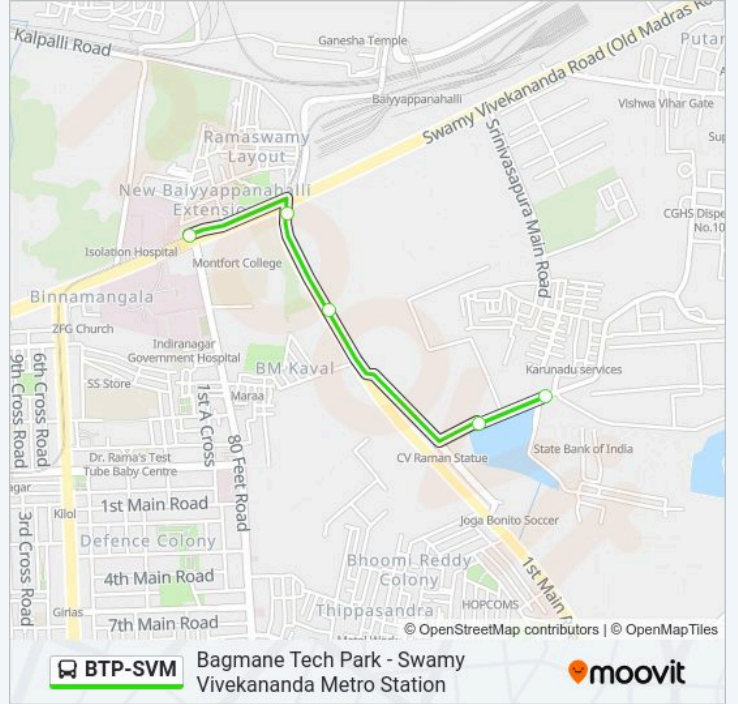 Kalpalli Road
Ganesha Temple
Baiyyappanahalli
Swamy Vivekananda Road (Old Madras
Vishwa Vihar Gate
Srinivasapura Main Road
Ramaswamy
Layout
New Baiyyappanahalli
Extensio
CGHS Dispe
No.10
Isolation Hospital
Montfort College
Binnamangala
ZFG Church
Indiranagar
Government Hospital
BM Kaval
Karunadu services
SS Store
Maraa
6th Cross Road
9th Cross Road
1st A Cross
80 Feet Road
Dr. Rama's Test
Tube Baby Centre
CV Raman Statue
State Bank of India
agar
1st Main Road
Kilol
Joga Bonito Soccer
Defence Colony
3rd Cross Road
4th Main Road
Bhoomi Reddy
Colony
1st Main
Thippasandra
HOPCOMS
Girlas
7th Main Road
© OpenStreetMap contributors | © OpenMapTiles
BTP-SVM
Bagmane Tech Park - Swamy
Vivekananda Metro Station
moovit